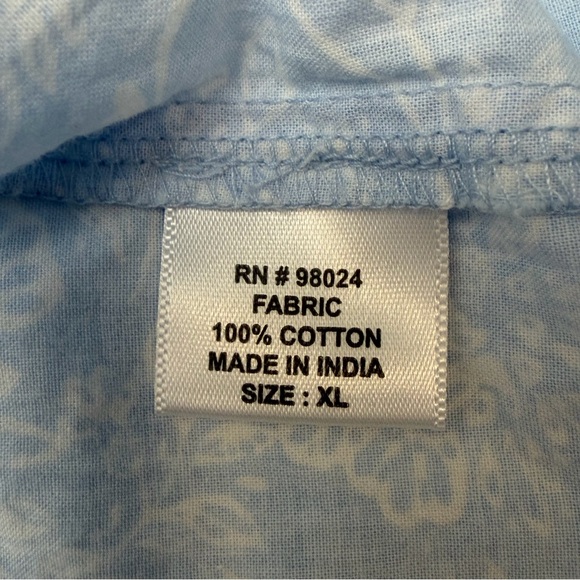 RN # 98024
FABRIC
100% COTTON
MADE IN INDIA
SIZE : XL